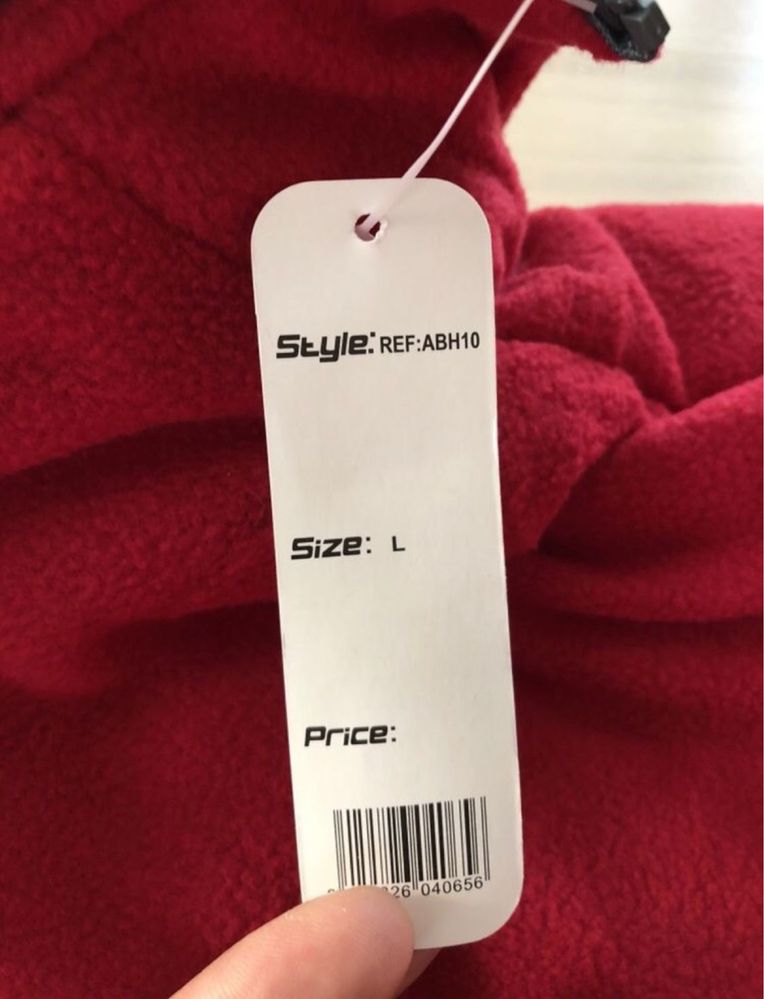 Style: REF:ABH10
Size: L
Price:
26 040656